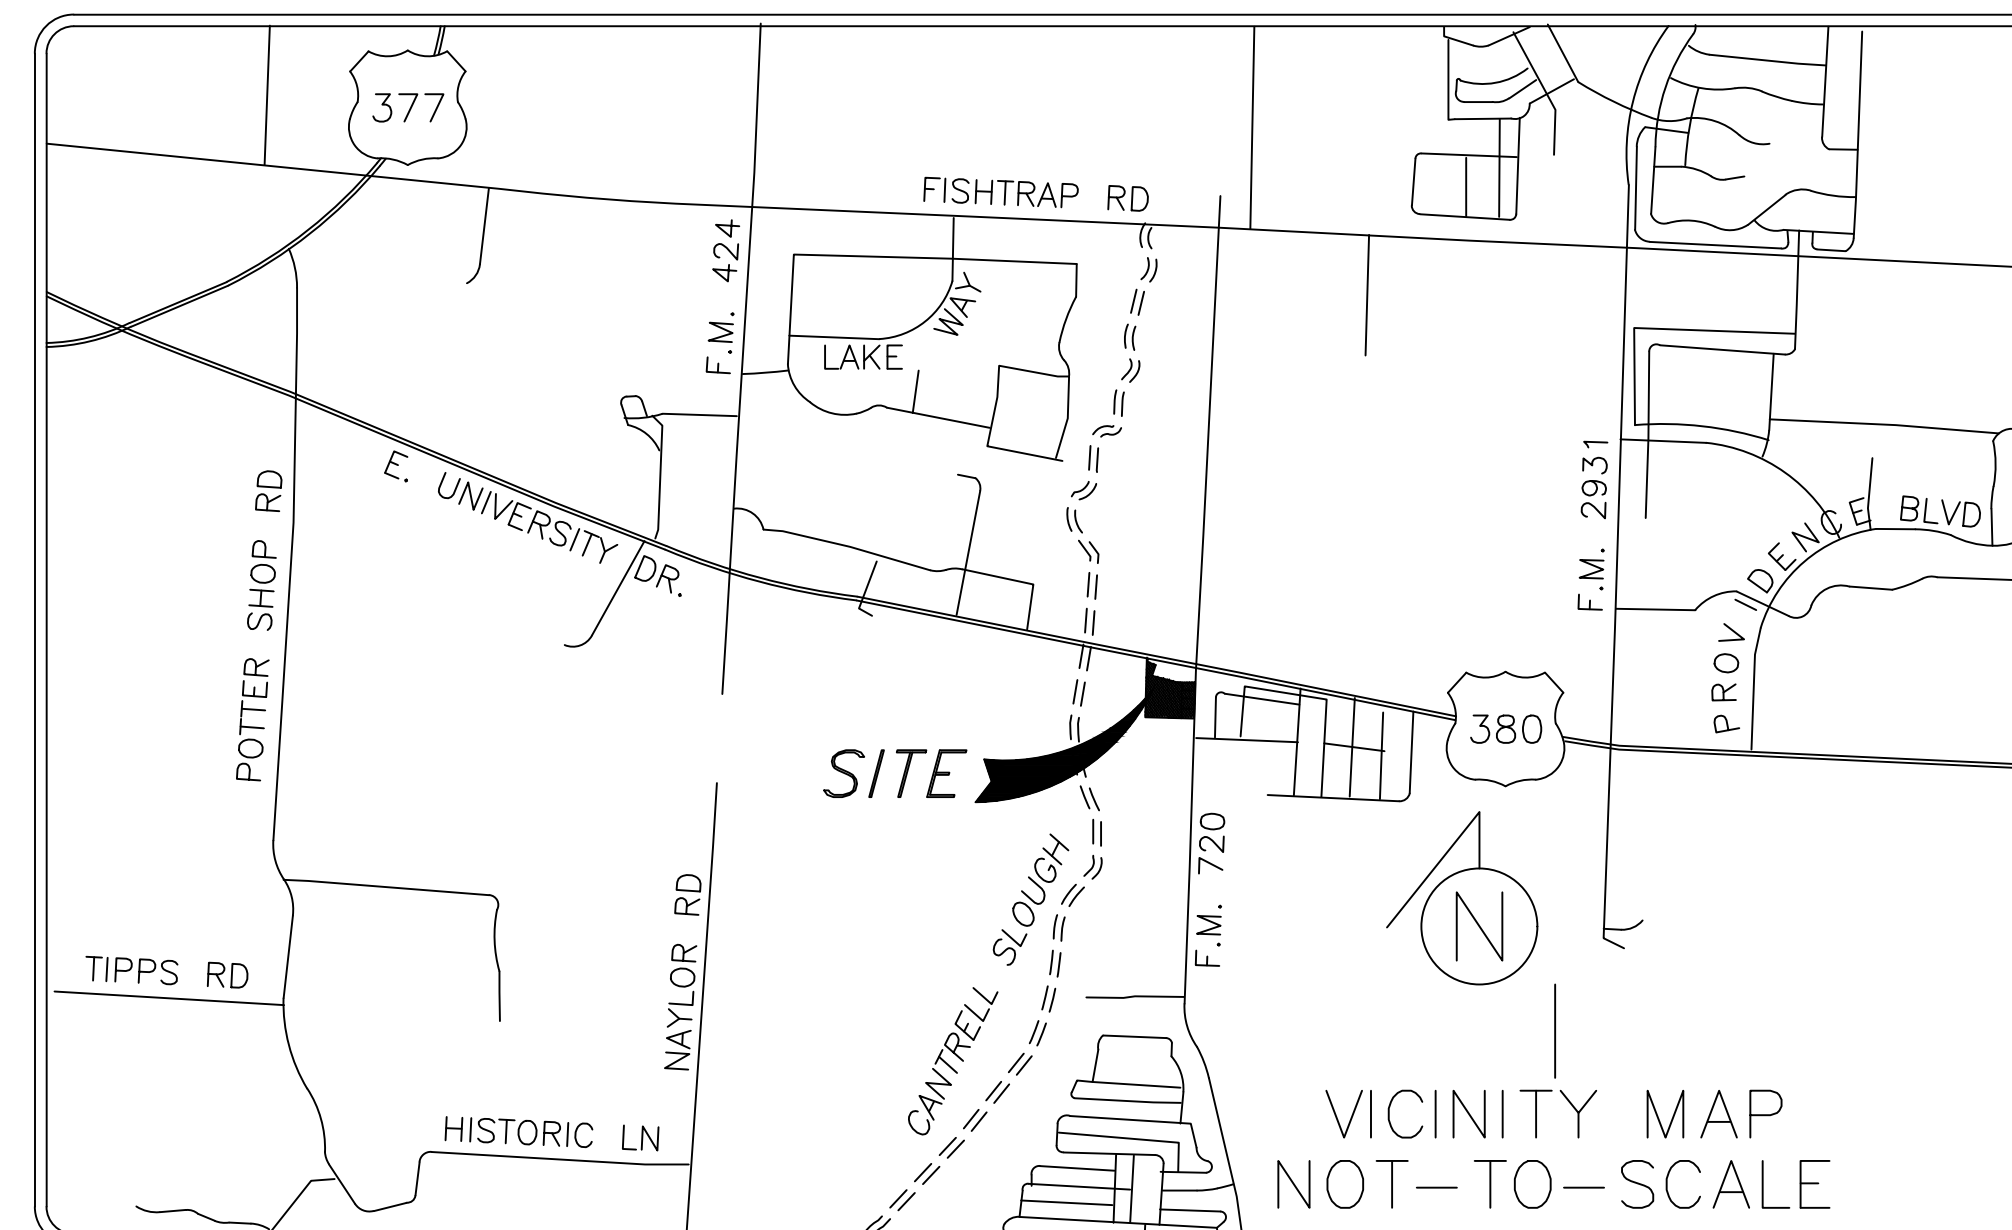 377
FISHTRAP RD
F.M. 424
LAKE WAY
E. UNIVERSITY DR.
POTTER SHOP RD
F.M. 2931
PROVIDENCE BLVD
380
SITE
F.M. 720
CANTRELL SLOUGH
N
NAYLOR RD
TIPPS RD
HISTORIC LN
VICINITY MAP
NOT-TO-SCALE